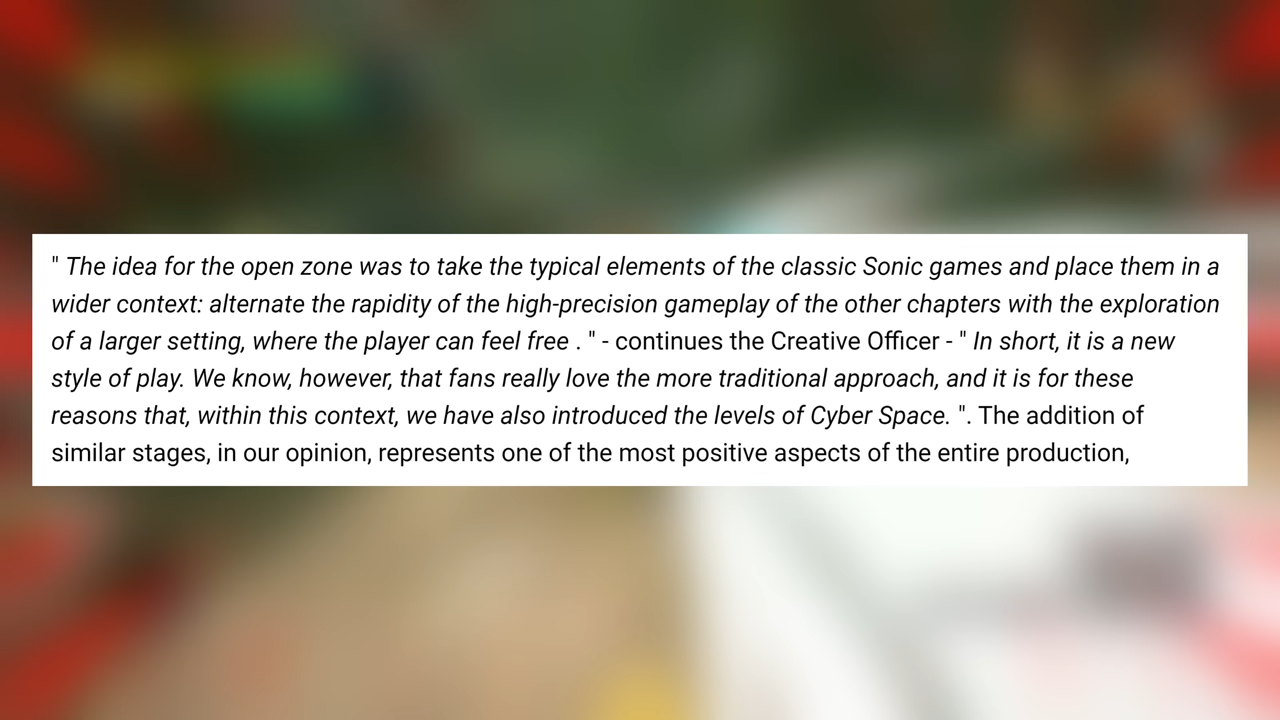 " The idea for the open zone was to take the typical elements of the classic Sonic games and place them in a
wider context: alternate the rapidity of the high-precision gameplay of the other chapters with the exploration
of a larger setting, where the player can feel free . " - continues the Creative Officer - " In short, it is a new
style of play. We know, however, that fans really love the more traditional approach, and it is for these
reasons that, within this context, we have also introduced the levels of Cyber Space. ". The addition of
similar stages, in our opinion, represents one of the most positive aspects of the entire production,